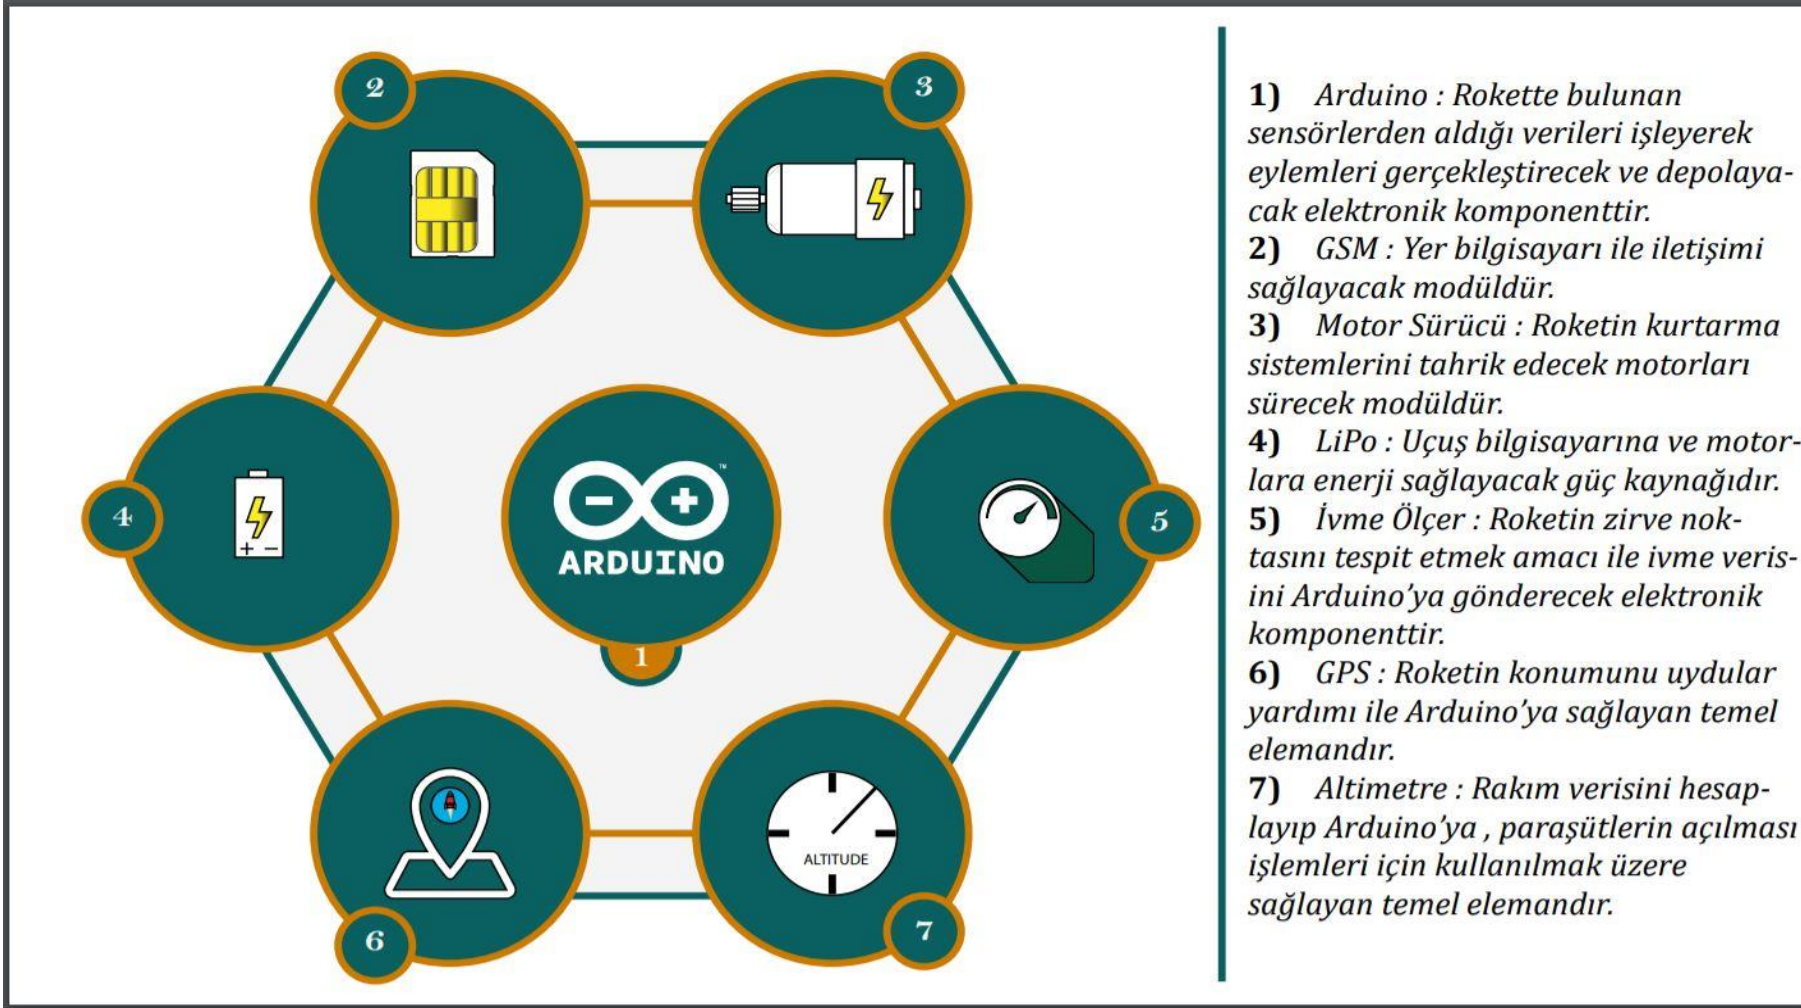 2
3
4
™
ARDUINO
1
5
6
ALTITUDE
7
1) Arduino : Rokette bulunan
sensörlerden aldığı verileri işleyerek
eylemleri gerçekleştirecek ve depolaya-
cak elektronik komponenttir.
2) GSM : Yer bilgisayarı ile iletişimi
sağlayacak modüldür.
3) Motor Sürücü : Roketin kurtarma
sistemlerini tahrik edecek motorları
sürecek modüldür.
4) LiPo : Uçuş bilgisayarına ve motor-
lara enerji sağlayacak güç kaynağıdır.
5) İvme Ölçer : Roketin zirve nok-
tasını tespit etmek amacı ile ivme veris-
ini Arduino’ya gönderecek elektronik
komponenttir.
6) GPS : Roketin konumunu uydular
yardımı ile Arduino’ya sağlayan temel
elemandır.
7) Altimetre : Rakım verisini hesap-
layıp Arduino’ya , paraşütlerin açılması
işlemleri için kullanılmak üzere
sağlayan temel elemandır.